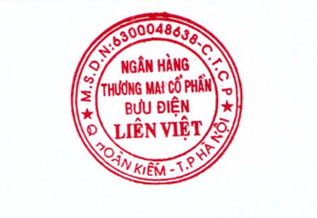 M.S.D.N:6300048638-C.T.C.P
NGÂN HÀNG
THƯƠNG MẠI CỔ PHẦN
BƯU ĐIỆN
LIÊN VIỆT
Q HOÀN KIẾM - T.P HÀ NỘI